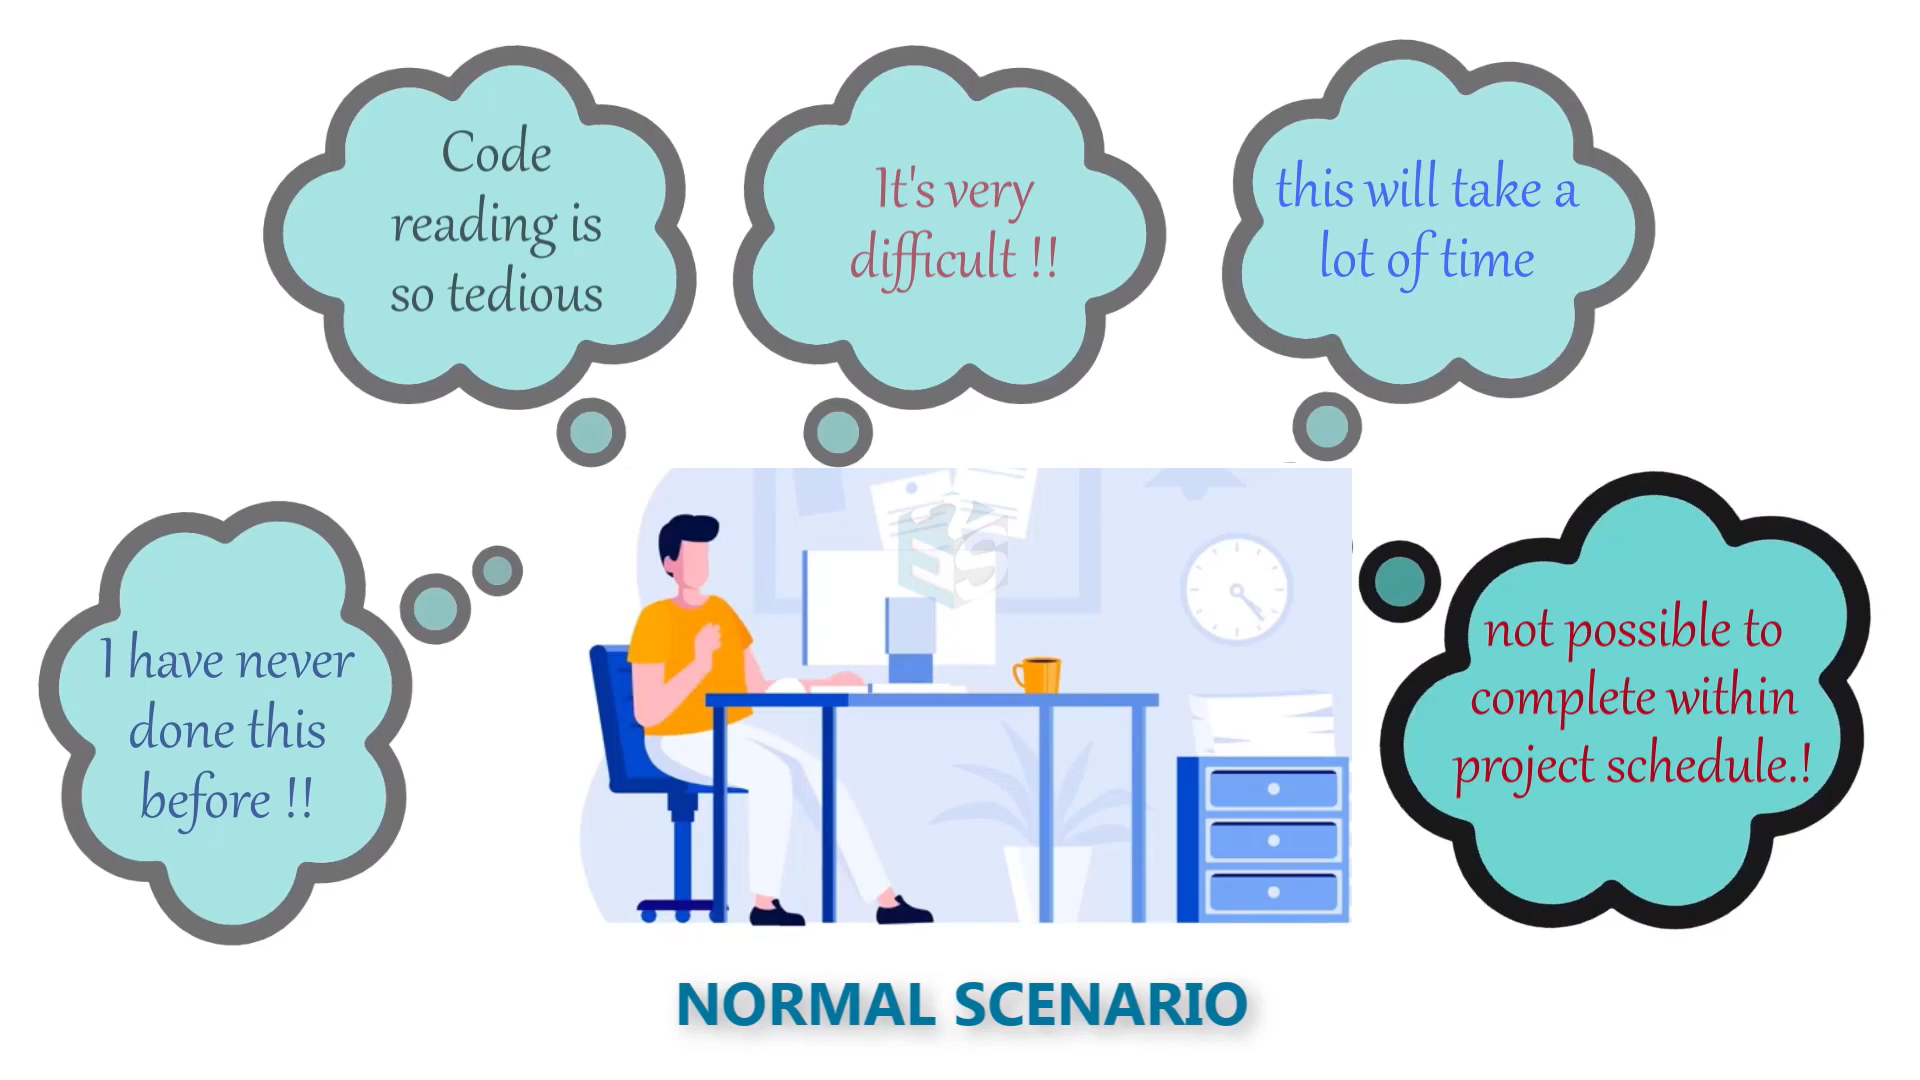 Code
reading is
so tedious
It's very
difficult !!
this will take a
lot of time
I have never
done this
before !!
not possible to
complete within
project schedule.!
NORMAL SCENARIO